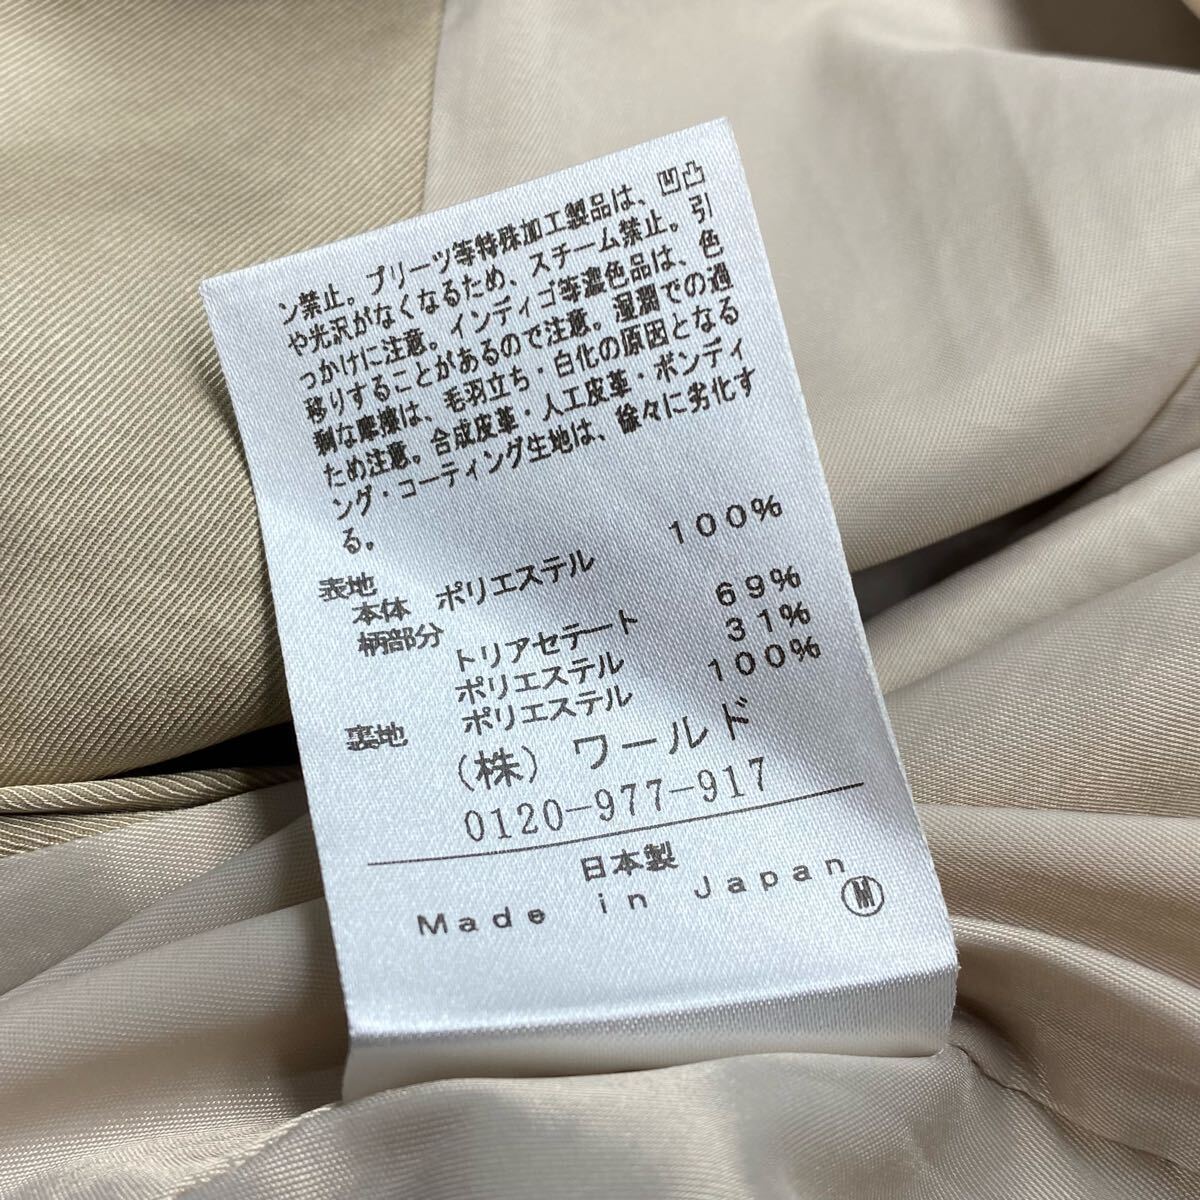 ン禁止。プリーツ等特殊加工製品は、凹凸
や光沢がなくなるため、スチーム禁止。引
っかけに注意。インディゴ等濃色品は、色
移りすることがあるので注意。湿潤での過
剰な摩擦は、毛羽立ち・白化の原因となる
ため注意。合成皮革・人工皮革・ボンディ
ング・コーティング生地は、徐々に劣化す
る。
表地
本体 ポリエステル 100%
柄部分
トリアセテート 69%
ポリエステル 31%
裏地 ポリエステル 100%
(株) ワールド
0120-977-917
日本製
Made in Japan
M